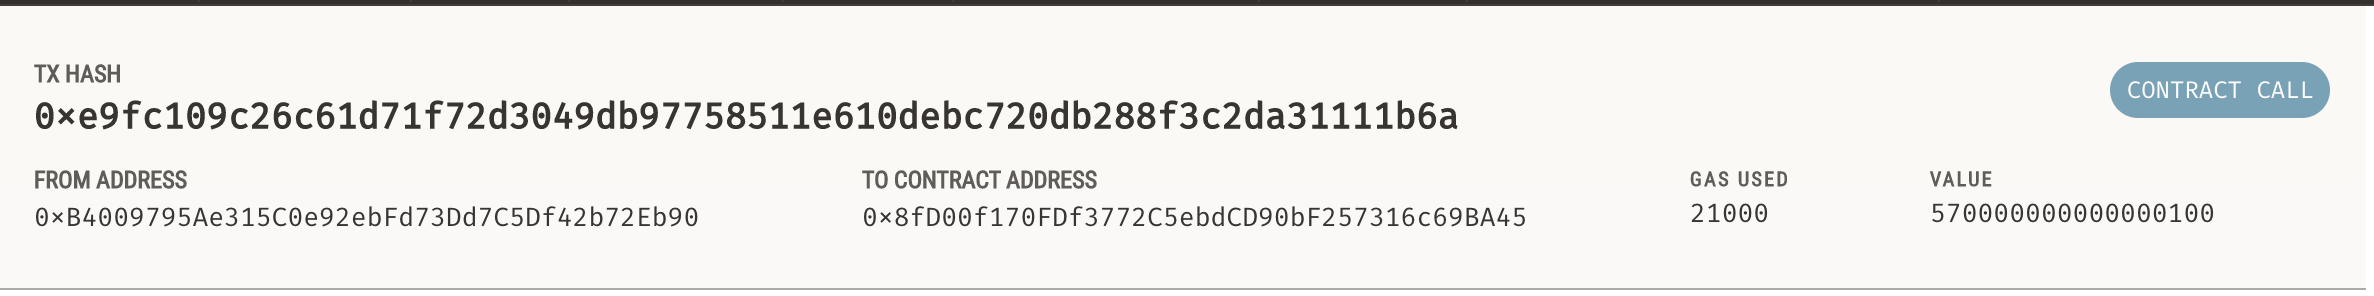 TX HASH
0×e9fc109c26c61d71f72d3049db97758511e610debc720db288f3c2da31111b6a
CONTRACT CALL
FROM ADDRESS
0×B4009795Ae315C0e92ebFd73Dd7C5Df42b72Eb90
TO CONTRACT ADDRESS
0×8fD00f170FDf3772C5ebdCD90bF257316c69BA45
GAS USED
21000
VALUE
570000000000000100